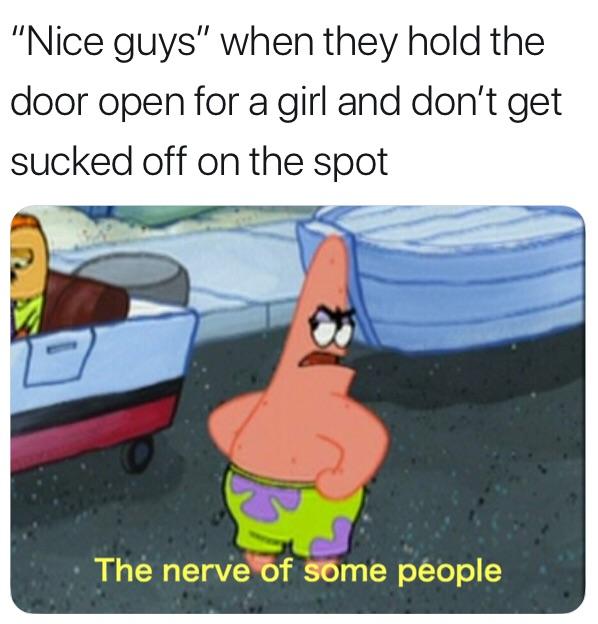 "Nice guys" when they hold the
door open for a girl and don't get
sucked off on the spot
The nerve of some people